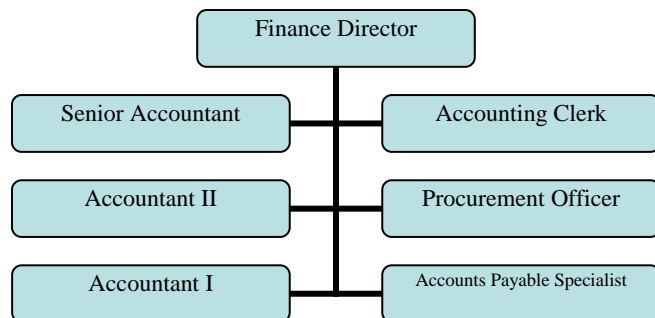 Finance Director
Senior Accountant
Accounting Clerk
Accountant II
Procurement Officer
Accountant I
Accounts Payable Specialist